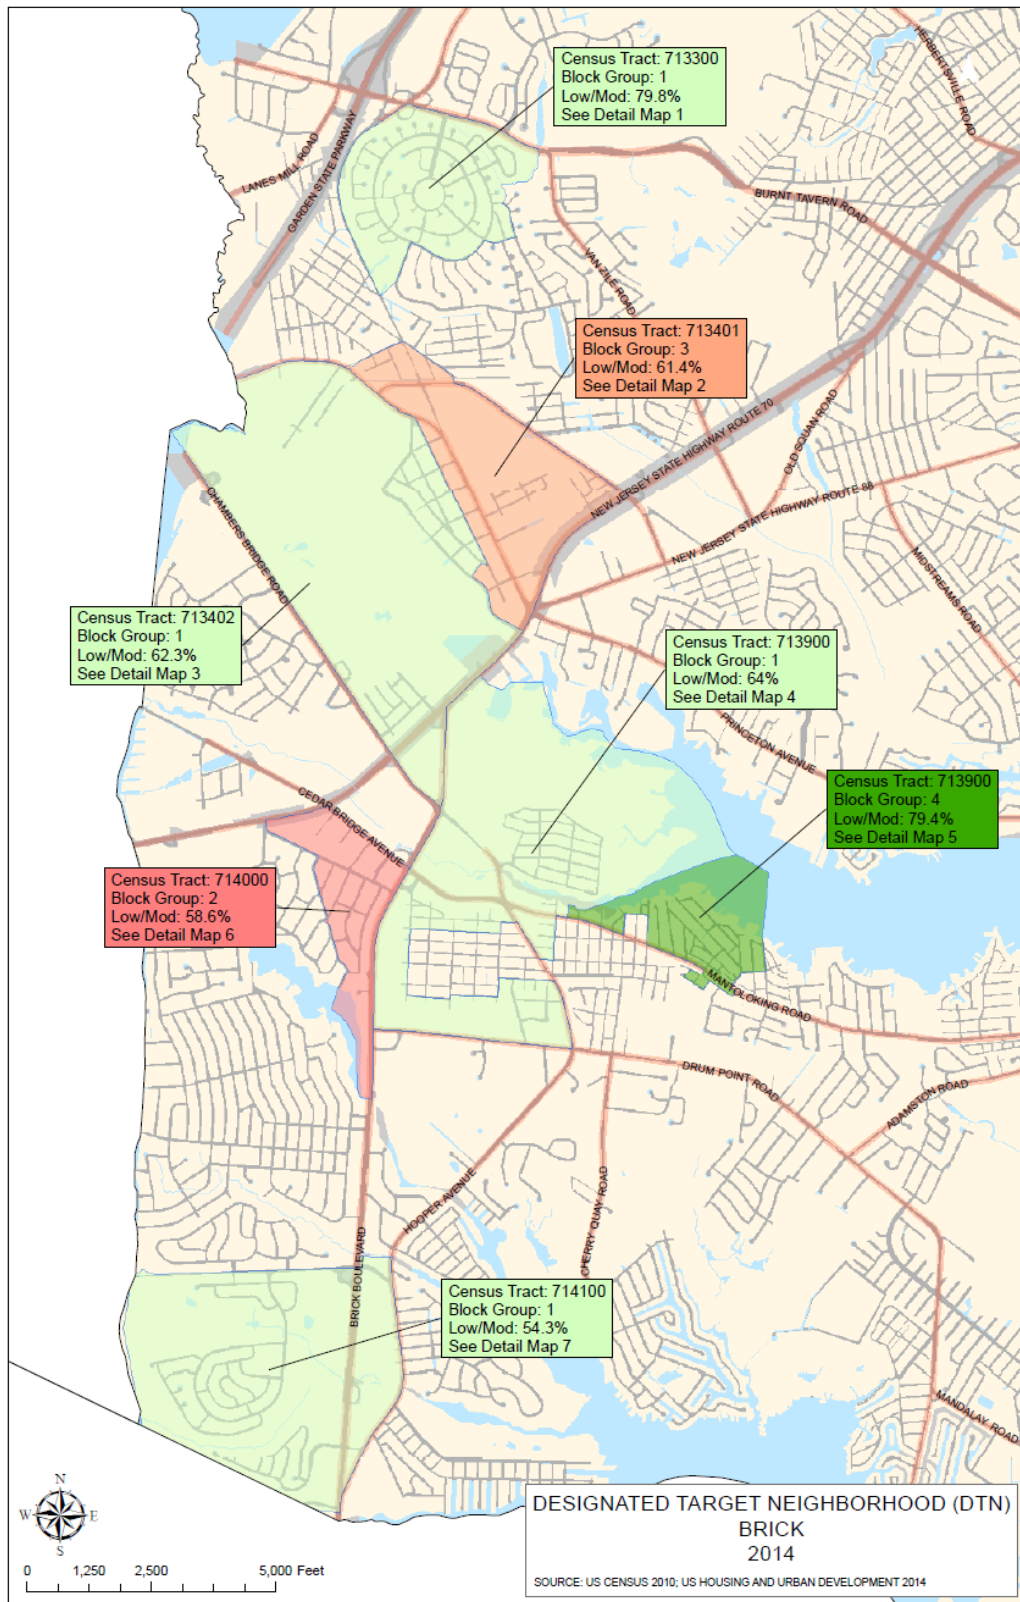 Census Tract: 713300
Block Group: 1
Low/Mod: 79.8%
See Detail Map 1
HERBERTSVILLE ROAD
LANES MILL ROAD
GARDEN STATE PARKWAY
BURNT TAVERN ROAD
VAN ZILE ROAD
Census Tract: 713401
Block Group: 3
Low/Mod: 61.4%
See Detail Map 2
NEW JERSEY STATE HIGHWAY ROUTE 70
OLD SQUAN ROAD
NEW JERSEY STATE HIGHWAY ROUTE 88
MIDSTREAMS ROAD
CHAMBERS BRIDGE ROAD
Census Tract: 713402
Block Group: 1
Low/Mod: 62.3%
See Detail Map 3
Census Tract: 713900
Block Group: 1
Low/Mod: 64%
See Detail Map 4
PRINCETON AVENUE
Census Tract: 713900
Block Group: 4
Low/Mod: 79.4%
See Detail Map 5
CEDAR BRIDGE AVENUE
Census Tract: 714000
Block Group: 2
Low/Mod: 58.6%
See Detail Map 6
MANTOLOKING ROAD
DRUM POINT ROAD
ADAMSTON ROAD
HOOPER AVENUE
CHERRY QUAY ROAD
BRICK BOULEVARD
Census Tract: 714100
Block Group: 1
Low/Mod: 54.3%
See Detail Map 7
MANDALAY ROAD
N
W E
S
0 1,250 2,500 5,000 Feet
DESIGNATED TARGET NEIGHBORHOOD (DTN)
BRICK
2014
SOURCE: US CENSUS 2010; US HOUSING AND URBAN DEVELOPMENT 2014